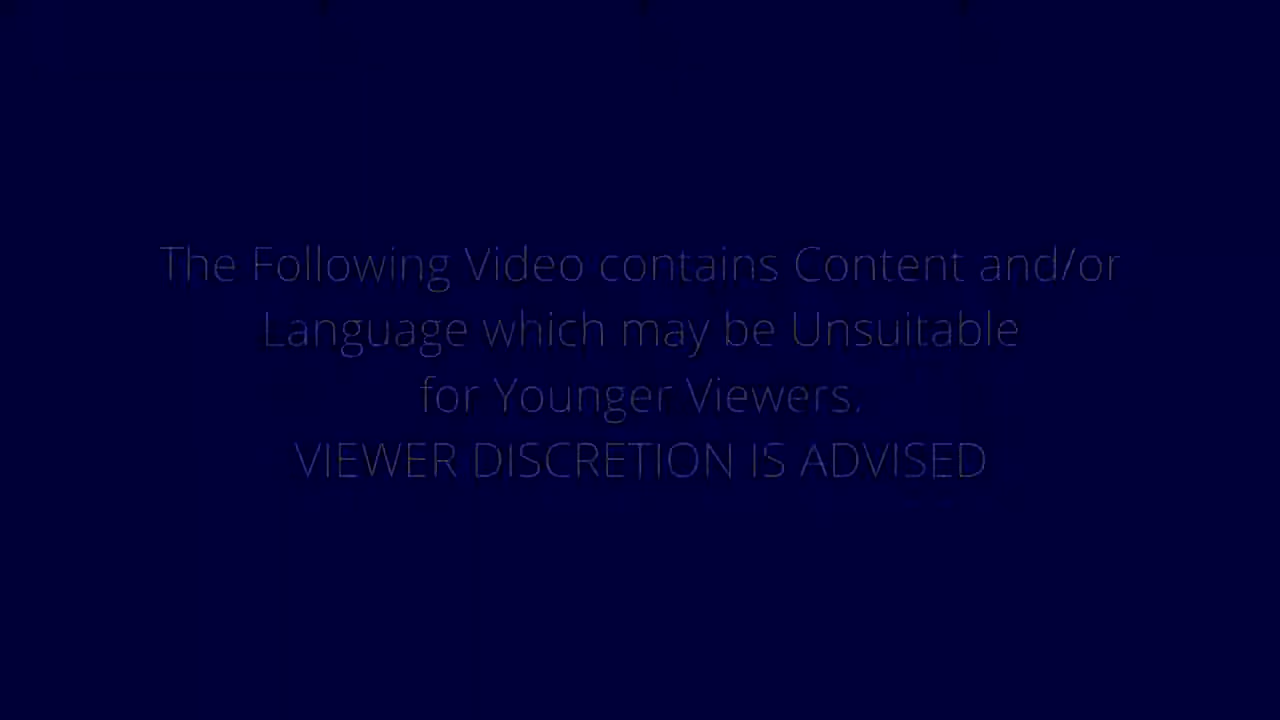 The Following Video contains Content and/or
Language which may be Unsuitable
for Younger Viewers.
VIEWER DISCRETION IS ADVISED